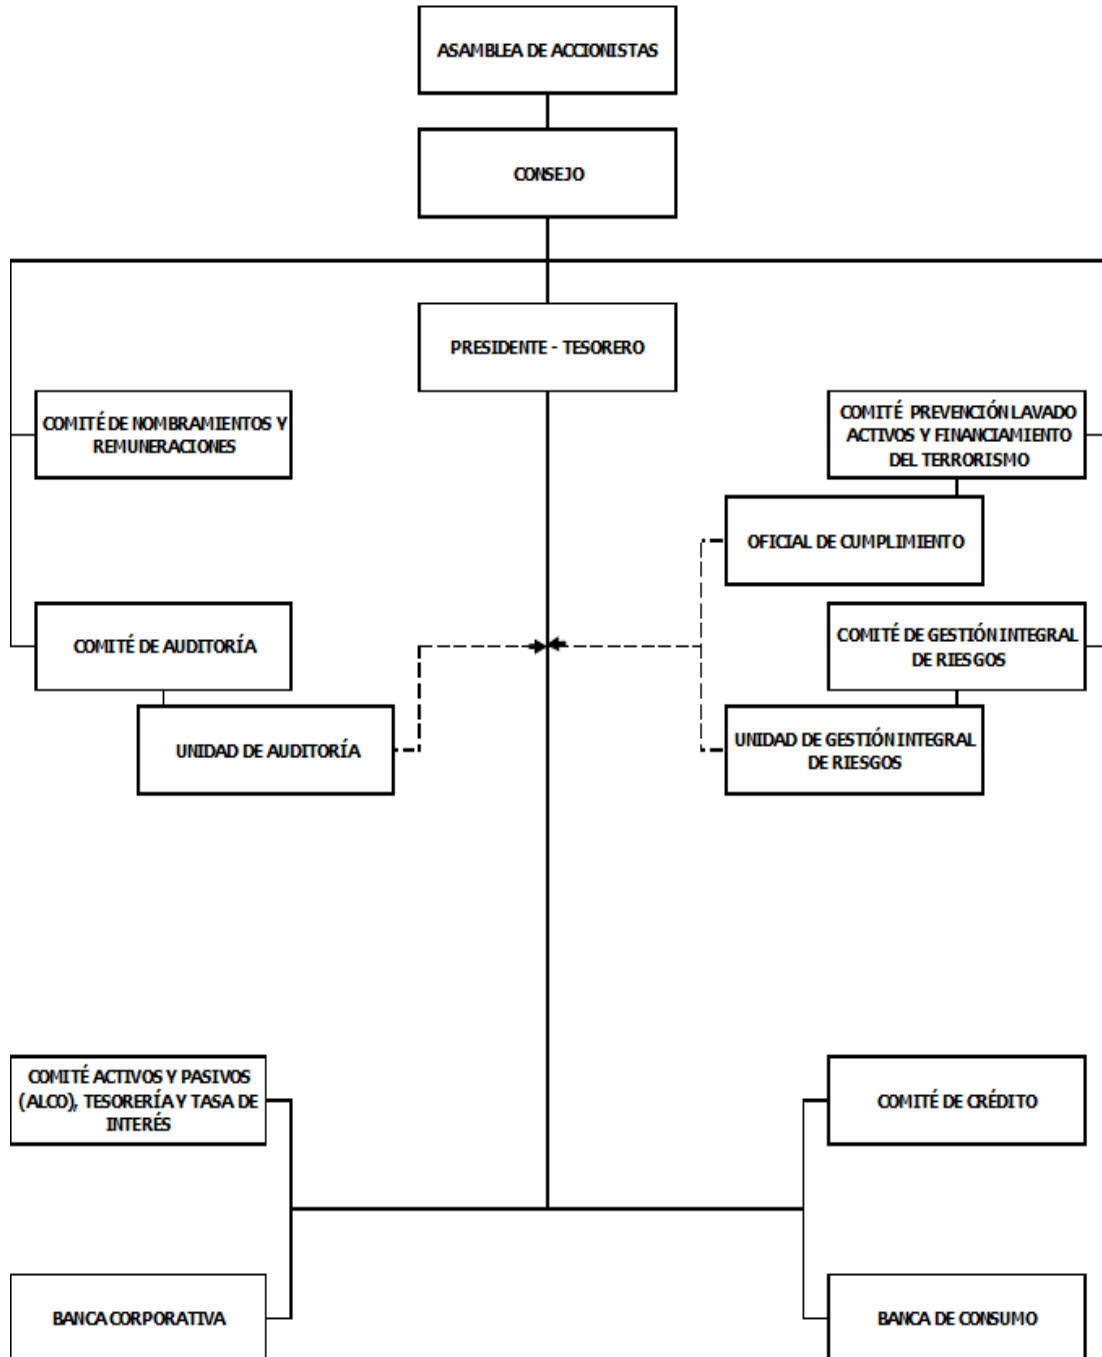 ASAMBLEA DE ACCIONISTAS
CONSEJO
PRESIDENTE - TESORERO
COMITÉ DE NOMBRAMIENTOS Y
REMUNERACIONES
COMITÉ PREVENCIÓN LAVADO
ACTIVOS Y FINANCIAMIENTO
DEL TERRORISMO
OFICIAL DE CUMPLIMIENTO
COMITÉ DE AUDITORÍA
COMITÉ DE GESTIÓN INTEGRAL
DE RIESGOS
UNIDAD DE AUDITORÍA
UNIDAD DE GESTIÓN INTEGRAL
DE RIESGOS
COMITÉ ACTIVOS Y PASIVOS
(ALCO), TESORERÍA Y TASA DE
INTERÉS
COMITÉ DE CRÉDITO
BANCA CORPORATIVA
BANCA DE CONSUMO